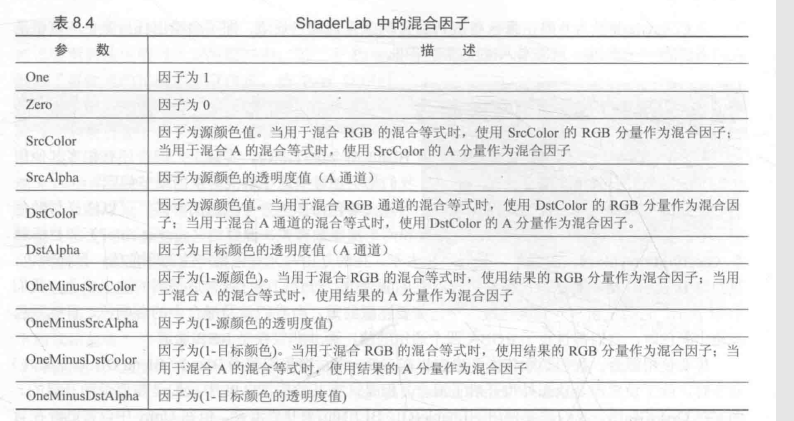 表 8.4 ShaderLab 中的混合因子
参 数 描 述
One 因子为 1
Zero 因子为 0
SrcColor 因子为源颜色值。当用于混合 RGB 的混合等式时，使用 SrcColor 的 RGB 分量作为混合因子；
当用于混合 A 的混合等式时，使用 SrcColor 的 A 分量作为混合因子
SrcAlpha 因子为源颜色的透明度值（A 通道）
DstColor 因子为源颜色值。当用于混合 RGB 通道的混合等式时，使用 DstColor 的 RGB 分量作为混合因
子；当用于混合 A 通道的混合等式时，使用 DstColor 的 A 分量作为混合因子。
DstAlpha 因子为目标颜色的透明度值（A 通道）
OneMinusSrcColor 因子为(1-源颜色)。当用于混合 RGB 的混合等式时，使用结果的 RGB 分量作为混合因子；当用
于混合 A 的混合等式时，使用结果的 A 分量作为混合因子
OneMinusSrcAlpha 因子为(1-源颜色的透明度值)
OneMinusDstColor 因子为(1-目标颜色)。当用于混合 RGB 的混合等式时，使用结果的 RGB 分量作为混合因子；当
用于混合 A 的混合等式时，使用结果的 A 分量作为混合因子
OneMinusDstAlpha 因子为(1-目标颜色的透明度值)